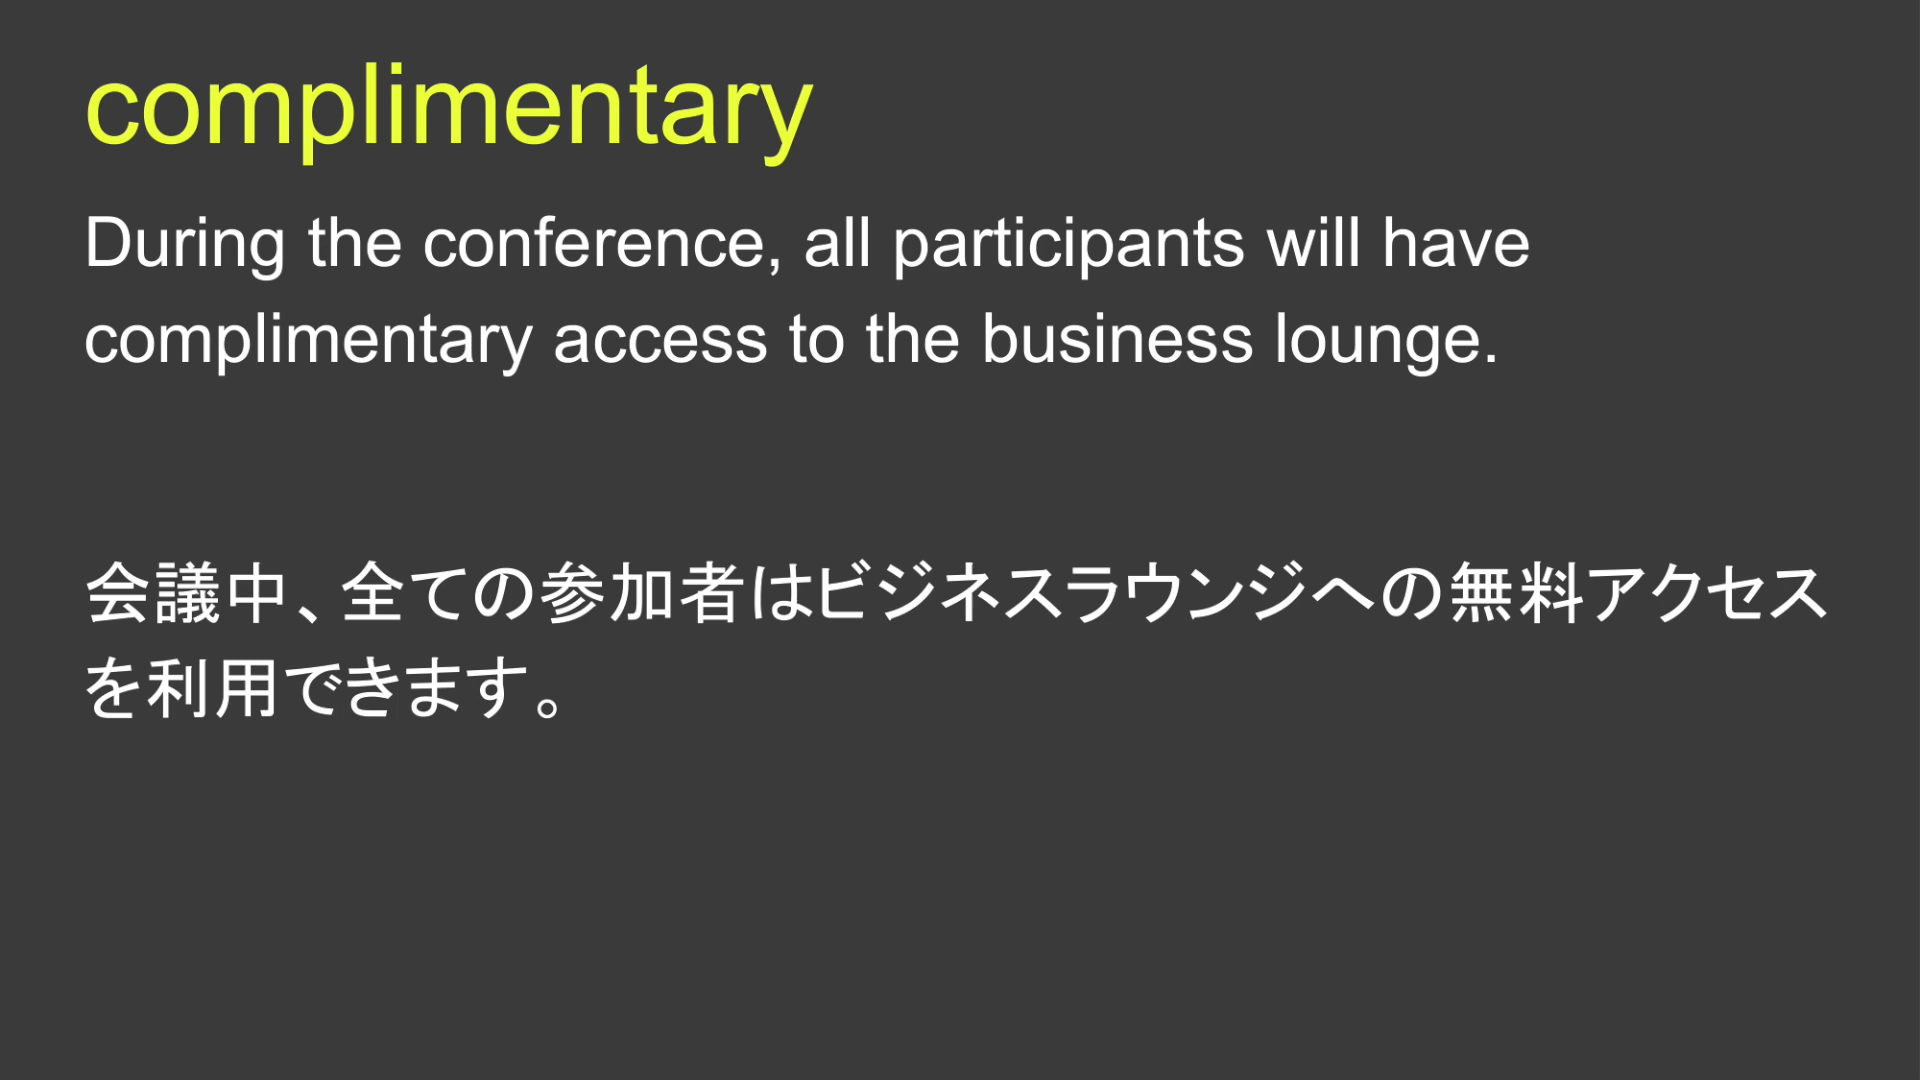 complimentary
During the conference, all participants will have
complimentary access to the business lounge.
会議中、全ての参加者はビジネスラウンジへの無料アクセス
を利用できます。